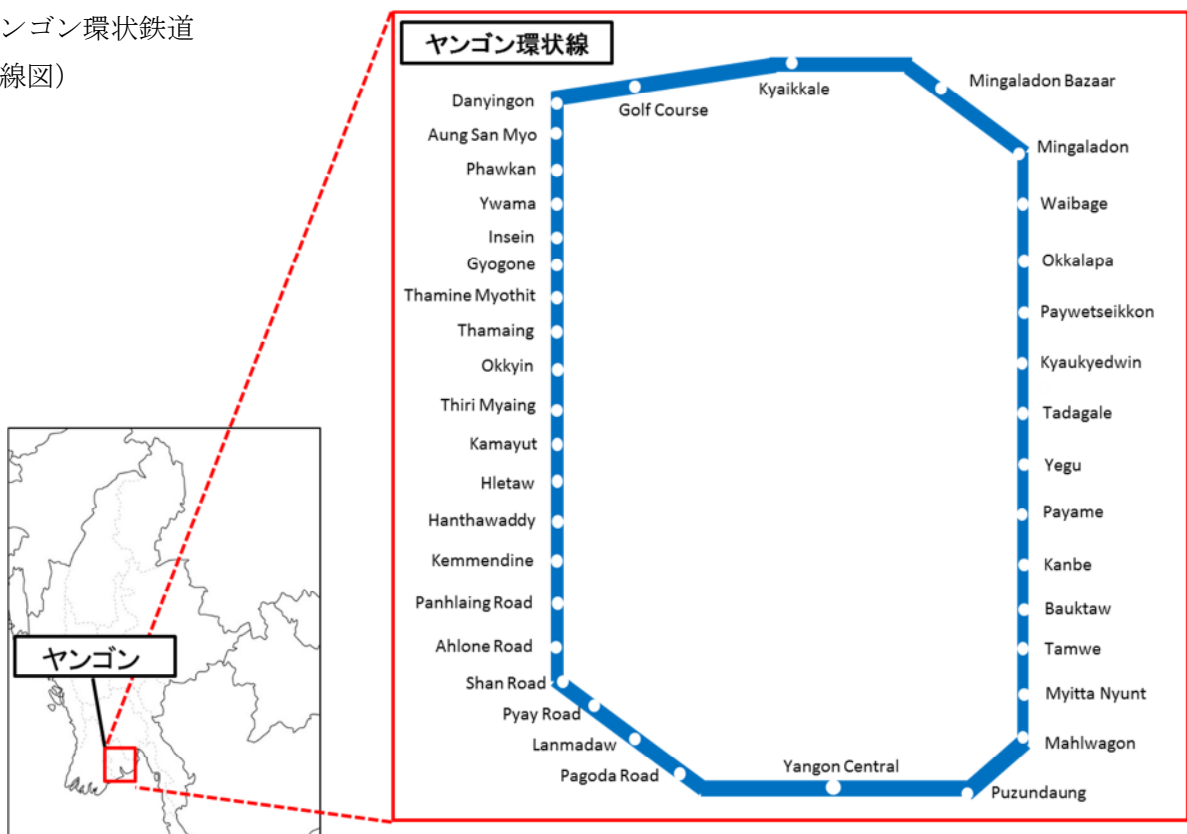 ンゴン環状鉄道
線図）
ヤンゴン環状線
Kyaikkale
Mingaladon Bazaar
Danyingon
Golf Course
Aung San Myo
Mingaladon
Phawkan
Ywama
Waibage
Insein
Gyogone
Okkalapa
Thamine Myothit
Paywetseikkon
Thamaing
Okkyin
Kyaukyedwin
Thiri Myaing
Tadagale
Kamayut
Yegu
Hletaw
Hanthawaddy
Payame
Kemmendine
Kanbe
Panhlaing Road
Bauktaw
Ahlone Road
Tamwe
ヤンゴン
Shan Road
Myitta Nyunt
Pyay Road
Lanmadaw
Mahlwagon
Pagoda Road
Yangon Central
Puzundaung